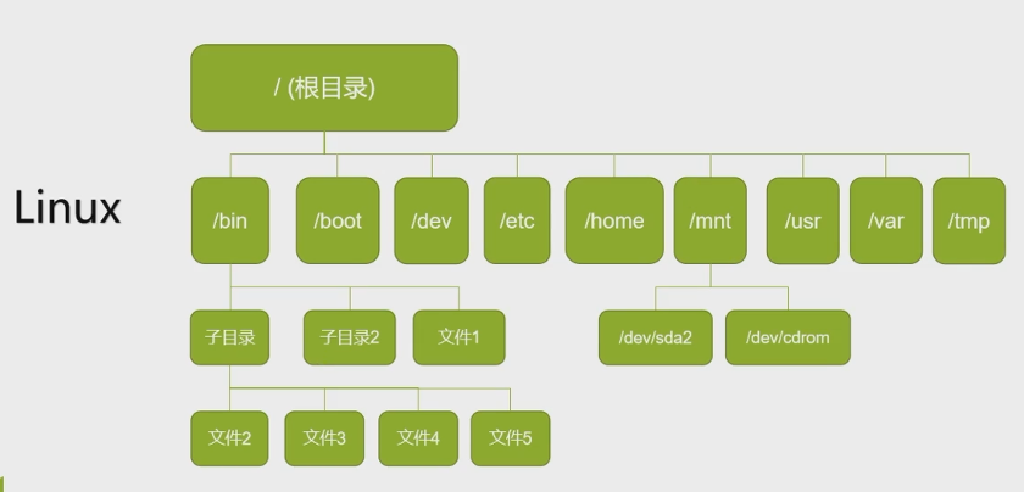 / (根目录)
Linux
/bin
/boot
/dev
/etc
/home
/mnt
/usr
/var
/tmp
子目录
子目录2
文件1
/dev/sda2
/dev/cdrom
文件2
文件3
文件4
文件5